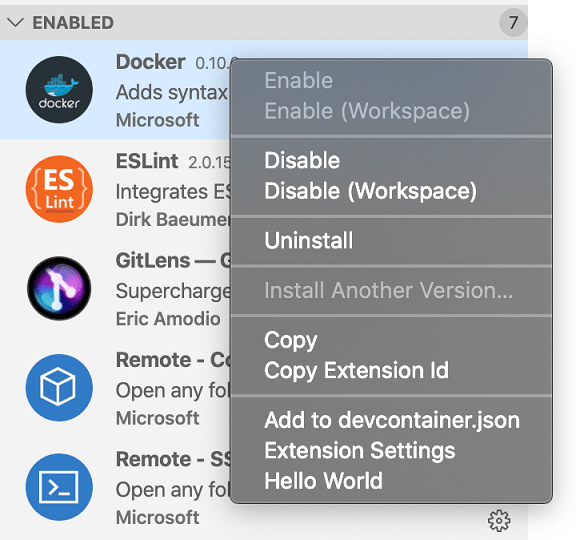 ENABLED 7
Docker 0.10.
Adds syntax
Microsoft
docker
ESLint 2.0.15
Integrates ES
Dirk Baeume
ES
Lint
GitLens — G
Supercharge
Eric Amodio
Remote - Co
Open any fol
Microsoft
Remote - SS
Open any fol
Microsoft
Enable
Enable (Workspace)
Disable
Disable (Workspace)
Uninstall
Install Another Version...
Copy
Copy Extension Id
Add to devcontainer.json
Extension Settings
Hello World